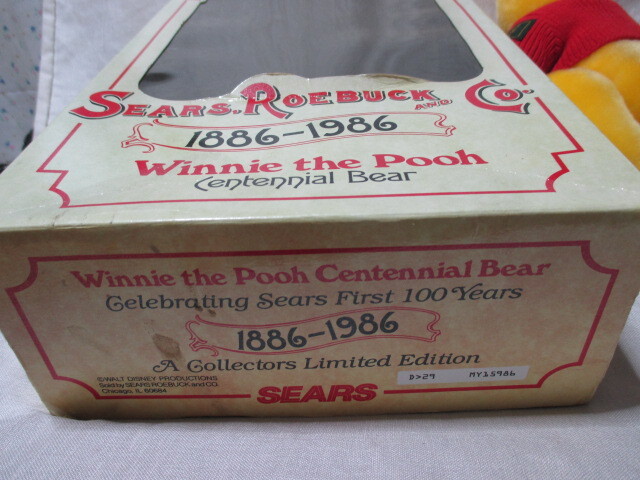 SEARS, ROEBUCK AND CO.
1886-1986
Winnie the Pooh
Centennial Bear
Winnie the Pooh Centennial Bear
Celebrating Sears First 100 Years
1886-1986
A Collectors Limited Edition
©WALT DISNEY PRODUCTIONS
Sold by SEARS ROEBUCK and CO.
Chicago, IL 60684
SEARS
D>29 MY15986